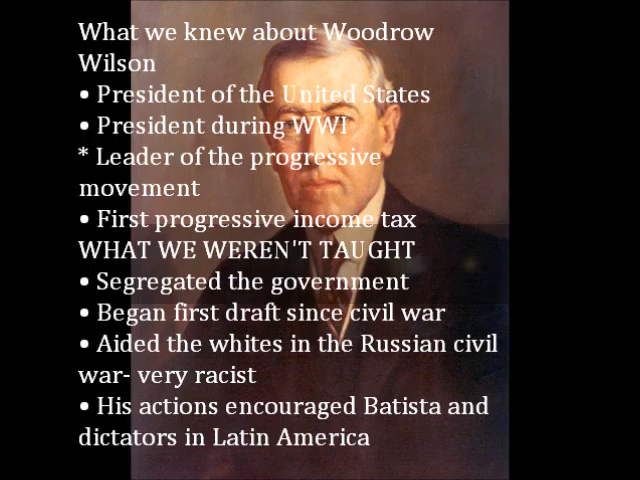 What we knew about Woodrow
Wilson
• President of the United States
• President during WWI
* Leader of the progressive
movement
• First progressive income tax
WHAT WE WEREN'T TAUGHT
• Segregated the government
• Began first draft since civil war
• Aided the whites in the Russian civil
war- very racist
• His actions encouraged Batista and
dictators in Latin America